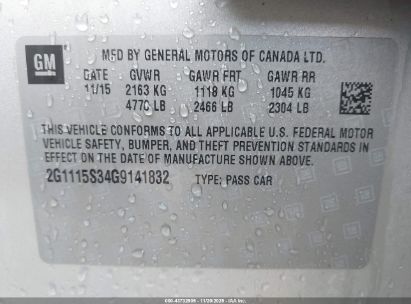 GM
MFD BY GENERAL MOTORS OF CANADA LTD.
DATE GVWR GAWR FRT GAWR RR
11/15 2163 KG 1118 KG 1045 KG
4770 LB 2466 LB 2304 LB
THIS VEHICLE CONFORMS TO ALL APPLICABLE U.S. FEDERAL MOTOR
VEHICLE SAFETY, BUMPER, AND THEFT PREVENTION STANDARDS
IN EFFECT ON THE DATE OF MANUFACTURE SHOWN ABOVE.
2G1115S34G9141832 TYPE: PASS CAR